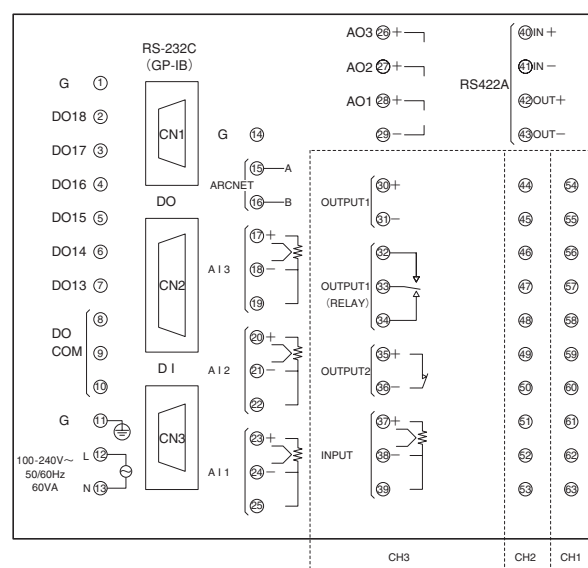 AO3 26 +
AO2 27 +
AO1 28 +
29 −
RS422A
40 IN +
41 IN −
42 OUT+
43 OUT−
RS-232C
(GP-IB)
CN1
DO
CN2
D I
CN3
G 1
DO18 2
DO17 3
DO16 4
DO15 5
DO14 6
DO13 7
DO
COM
8
9
10
G 11
100-240V~
50/60Hz
60VA
L 12
N 13
G 14
ARCNET
15 A
16 B
A I 3
17 +
18 −
19
A I 2
20 +
21 −
22
A I 1
23 +
24 −
25
OUTPUT1
30 +
31 −
OUTPUT1
(RELAY)
32
33
34
OUTPUT2
35 +
36 −
INPUT
37 +
38 −
39
44 54
45 55
46 56
47 57
48 58
49 59
50 60
51 61
52 62
53 63
CH3 CH2 CH1